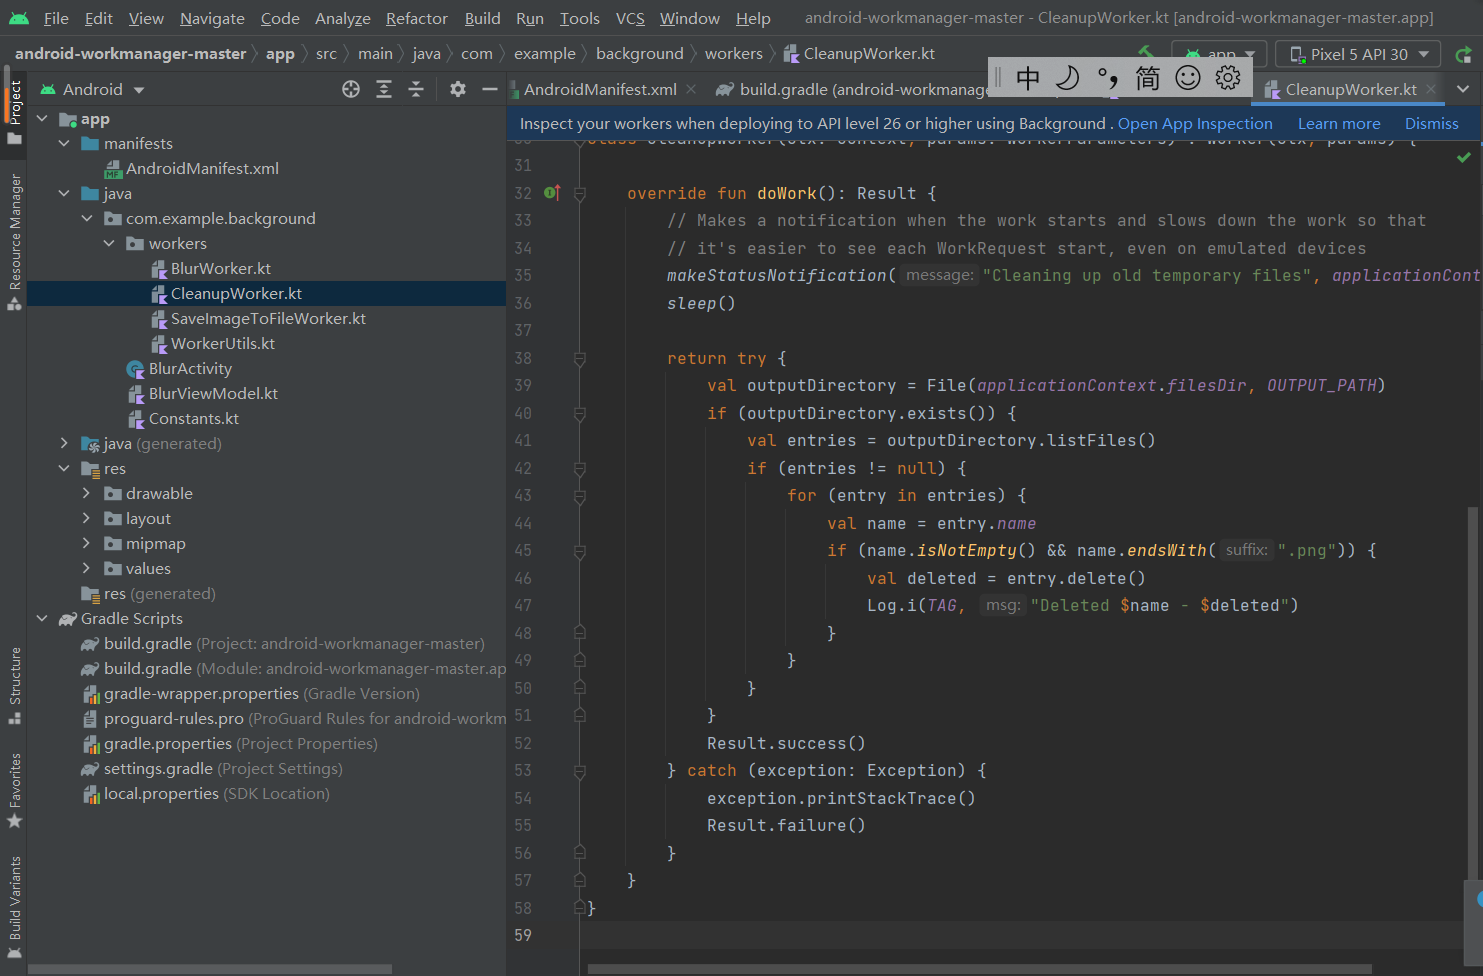 File Edit View Navigate Code Analyze Refactor Build Run Tools VCS Window Help android-workmanager-master - CleanupWorker.kt [android-workmanager-master.app]
android-workmanager-master app src main java com example background workers CleanupWorker.kt app Pixel 5 API 30
中 简
Android
AndroidManifest.xml build.gradle (android-workmanage CleanupWorker.kt
Inspect your workers when deploying to API level 26 or higher using Background . Open App Inspection Learn more Dismiss
Project
Resource Manager
Structure
Favorites
Build Variants
app
manifests
AndroidManifest.xml
java
com.example.background
workers
BlurWorker.kt
CleanupWorker.kt
SaveImageToFileWorker.kt
WorkerUtils.kt
BlurActivity
BlurViewModel.kt
Constants.kt
java (generated)
res
drawable
layout
mipmap
values
res (generated)
Gradle Scripts
build.gradle (Project: android-workmanager-master)
build.gradle (Module: android-workmanager-master.ap
gradle-wrapper.properties (Gradle Version)
proguard-rules.pro (ProGuard Rules for android-workm
gradle.properties (Project Properties)
settings.gradle (Project Settings)
local.properties (SDK Location)
31
32 override fun doWork(): Result {
33 // Makes a notification when the work starts and slows down the work so that
34 // it's easier to see each WorkRequest start, even on emulated devices
35 makeStatusNotification( message: "Cleaning up old temporary files", applicationCont
36 sleep()
37
38 return try {
39 val outputDirectory = File(applicationContext.filesDir, OUTPUT_PATH)
40 if (outputDirectory.exists()) {
41 val entries = outputDirectory.listFiles()
42 if (entries != null) {
43 for (entry in entries) {
44 val name = entry.name
45 if (name.isNotEmpty() && name.endsWith( suffix: ".png")) {
46 val deleted = entry.delete()
47 Log.i(TAG, msg: "Deleted $name - $deleted")
48 }
49 }
50 }
51 }
52 Result.success()
53 } catch (exception: Exception) {
54 exception.printStackTrace()
55 Result.failure()
56 }
57 }
58 }
59